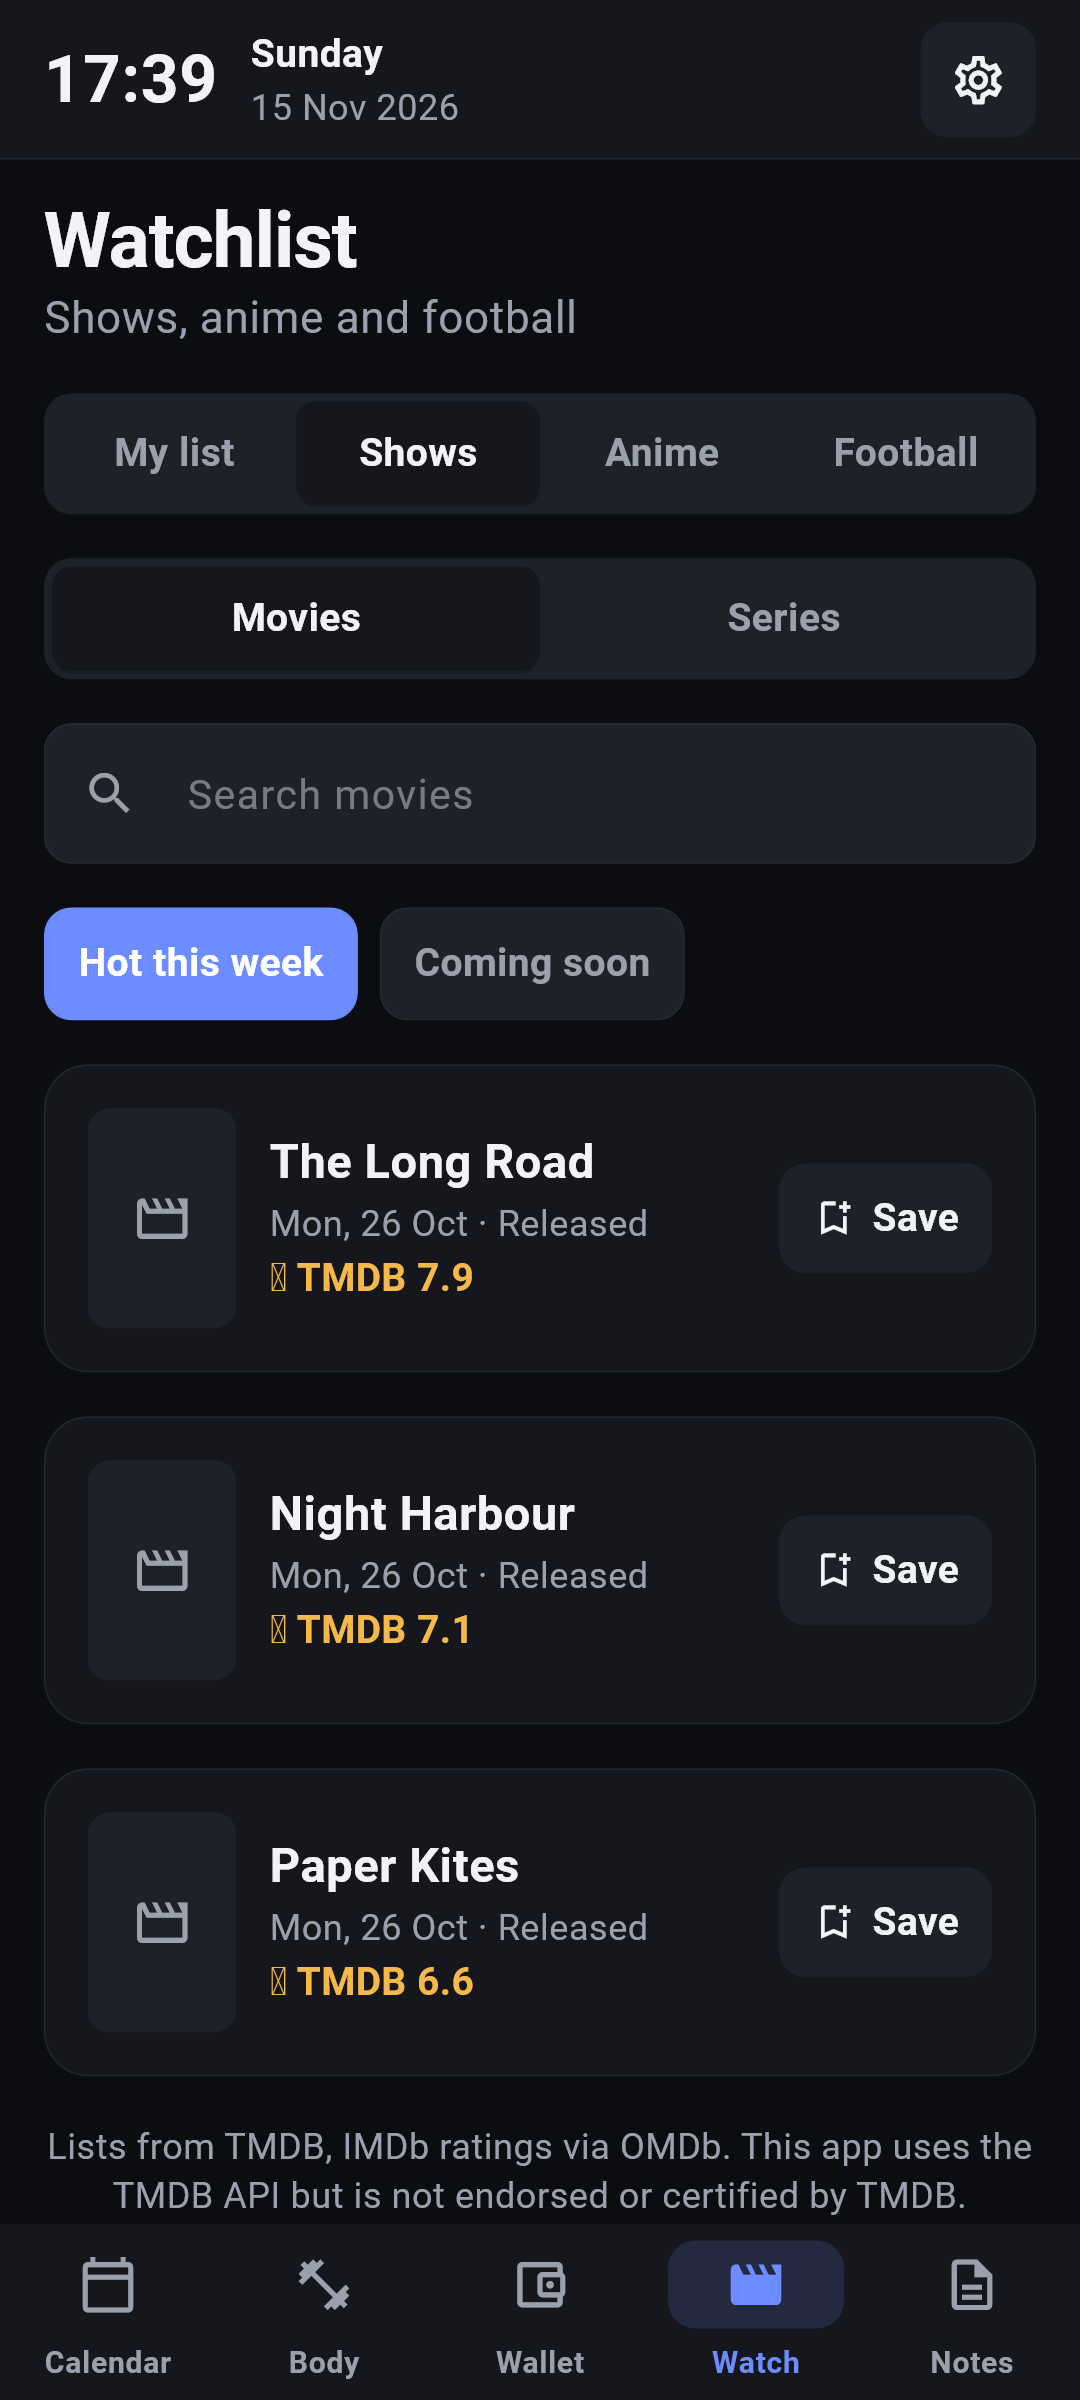 17:39
Sunday
15 Nov 2026
Watchlist
Shows, anime and football
My list
Shows
Anime
Football
Movies
Series
Search movies
Hot this week
Coming soon
The Long Road
Mon, 26 Oct · Released
TMDB 7.9
Save
Night Harbour
Mon, 26 Oct · Released
TMDB 7.1
Save
Paper Kites
Mon, 26 Oct · Released
TMDB 6.6
Save
Lists from TMDB, IMDb ratings via OMDb. This app uses the
TMDB API but is not endorsed or certified by TMDB.
Calendar
Body
Wallet
Watch
Notes